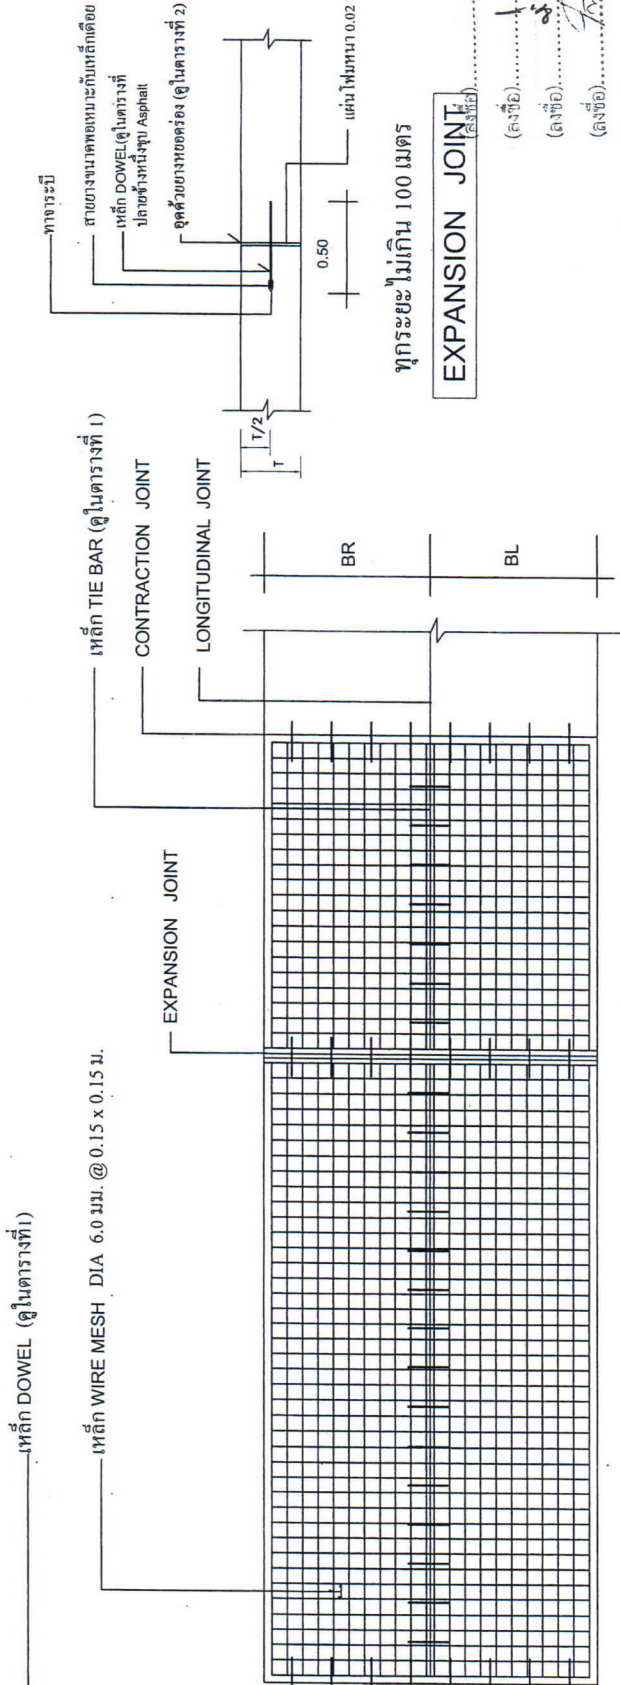 เหล็ก DOWEL (ดูในตารางที่1)
เหล็ก WIRE MESH DIA 6.0 มม. @ 0.15 x 0.15 ม.
EXPANSION JOINT
เหล็ก TIE BAR (ดูในตารางที่ 1)
CONTRACTION JOINT
LONGITUDINAL JOINT
BR
BL
ทาจาระบี
สายยางขนาดพอเหมาะกับเหล็กเดือย
เหล็ก DOWEL(ดูในตารางที่
ปลายข้างหนึ่งชุบ Asphalt
อุดด้วยยางหยอดร่อง (ดูในตารางที่ 2)
แผ่นโฟมหนา 0.02
T/2
T
0.50
ทุกระยะไม่เกิน 100 เมตร
EXPANSION JOINT
(ลงชื่อ)
(ลงชื่อ)
(ลงชื่อ)
(ลงชื่อ)